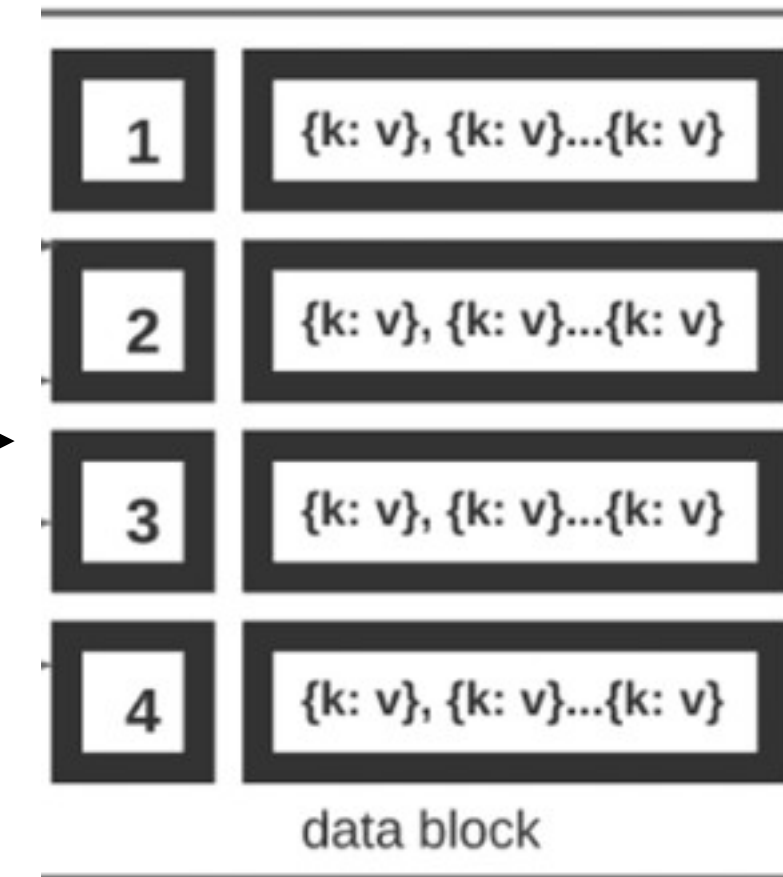 1 {k: v}, {k: v}...{k: v}
2 {k: v}, {k: v}...{k: v}
3 {k: v}, {k: v}...{k: v}
4 {k: v}, {k: v}...{k: v}
data block